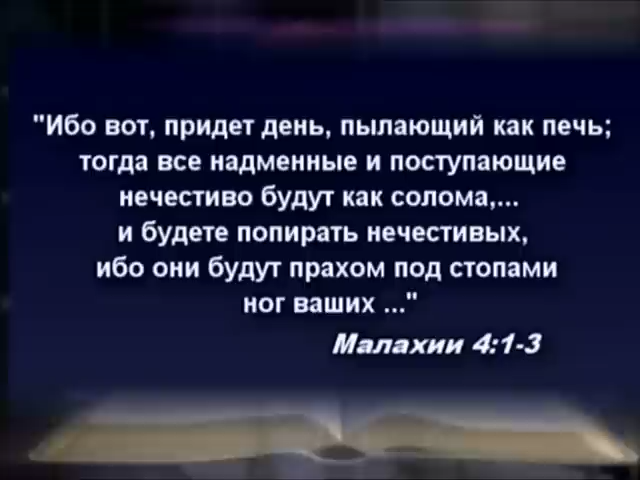 "Ибо вот, придет день, пылающий как печь;
тогда все надменные и поступающие
нечестиво будут как солома,...
и будете попирать нечестивых,
ибо они будут прахом под стопами
ног ваших ..."
Малахии 4:1-3